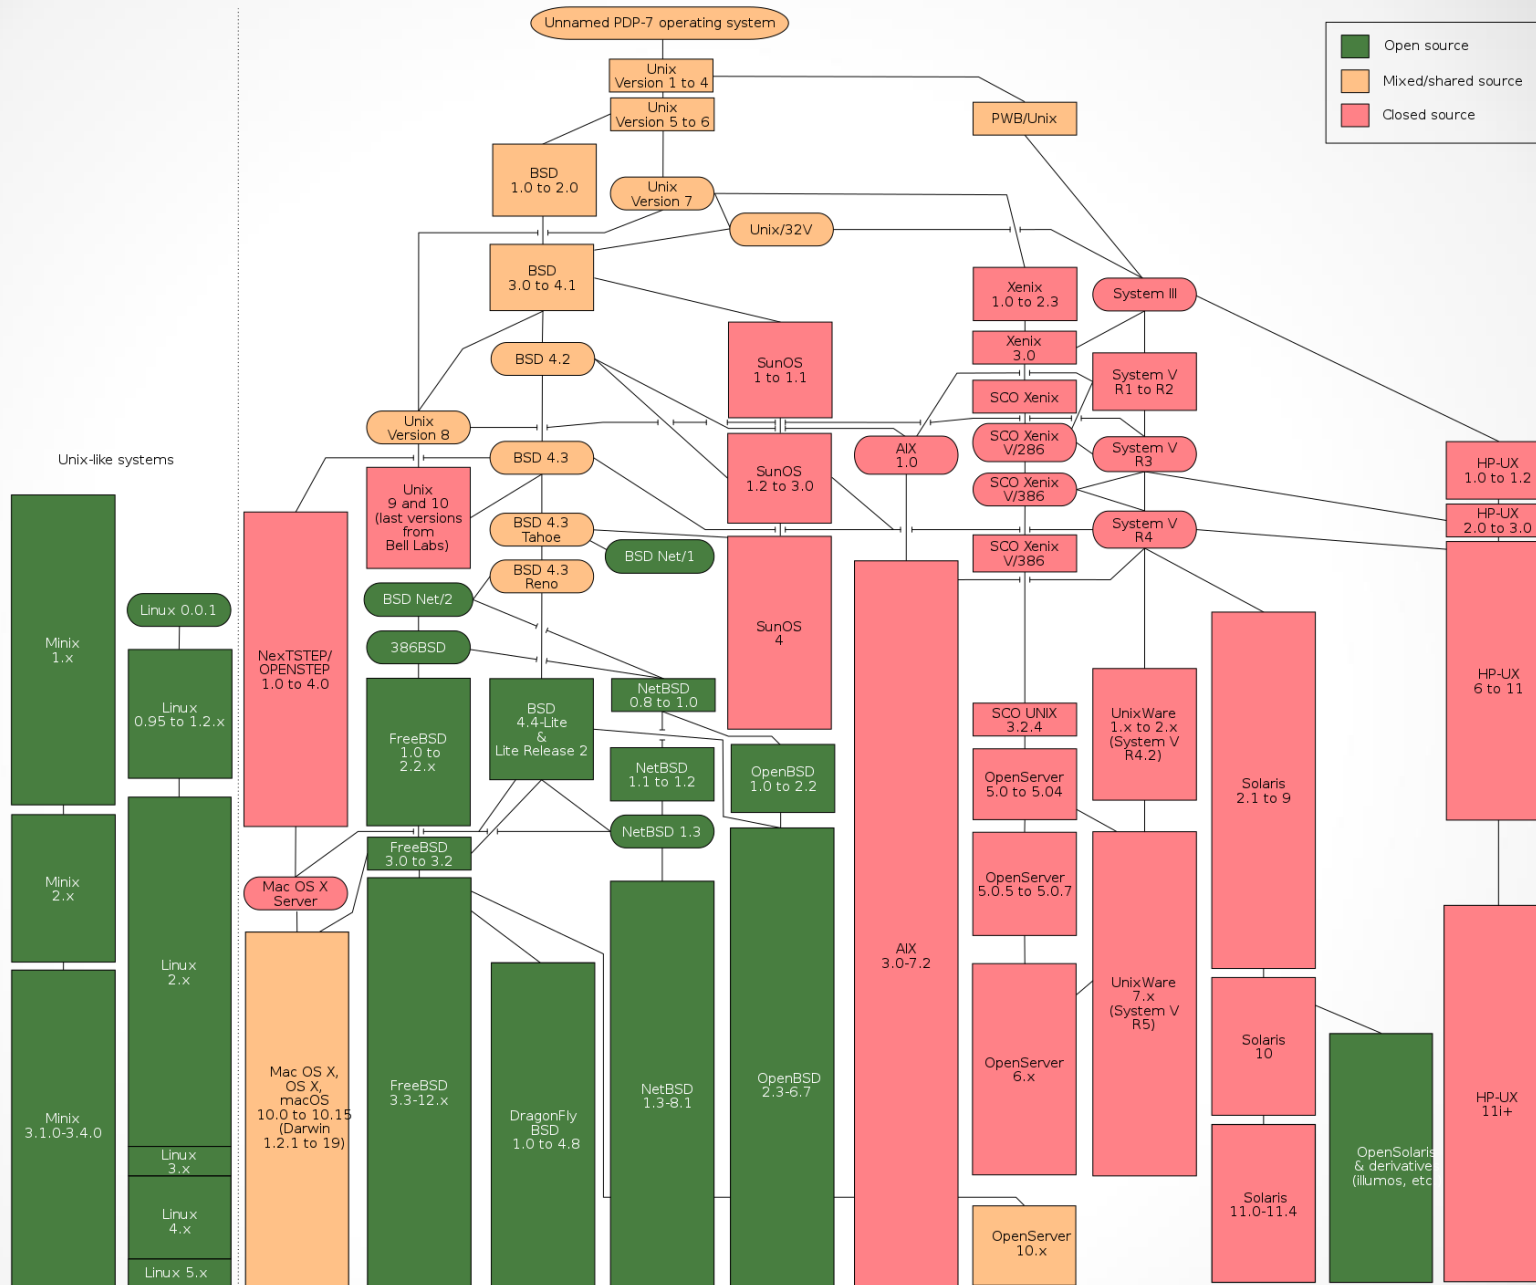 Unnamed PDP-7 operating system
Unix
Version 1 to 4
Unix
Version 5 to 6
PWB/Unix
Open source
Mixed/shared source
Closed source
BSD
1.0 to 2.0
Unix
Version 7
Unix/32V
BSD
3.0 to 4.1
Xenix
1.0 to 2.3
System III
Xenix
3.0
BSD 4.2
SunOS
1 to 1.1
System V
R1 to R2
SCO Xenix
Unix
Version 8
SCO Xenix
V/286
System V
R3
AIX
1.0
BSD 4.3
SunOS
1.2 to 3.0
HP-UX
1.0 to 1.2
Unix-like systems
SCO Xenix
V/386
Unix
9 and 10
(last versions
from
Bell Labs)
HP-UX
2.0 to 3.0
BSD 4.3
Tahoe
System V
R4
BSD Net/1
SCO Xenix
V/386
BSD 4.3
Reno
BSD Net/2
Linux 0.0.1
SunOS
4
386BSD
Minix
1.x
NexTSTEP/
OPENSTEP
1.0 to 4.0
HP-UX
6 to 11
NetBSD
0.8 to 1.0
Linux
0.95 to 1.2.x
BSD
4.4-Lite
&
Lite Release 2
SCO UNIX
3.2.4
UnixWare
1.x to 2.x
(System V
R4.2)
FreeBSD
1.0 to
2.2.x
NetBSD
1.1 to 1.2
OpenBSD
1.0 to 2.2
OpenServer
5.0 to 5.04
Solaris
2.1 to 9
NetBSD 1.3
FreeBSD
3.0 to 3.2
OpenServer
5.0.5 to 5.0.7
Minix
2.x
Mac OS X
Server
Linux
2.x
AIX
3.0-7.2
UnixWare
7.x
(System V
R5)
Solaris
10
OpenServer
6.x
Mac OS X,
OS X,
macOS
10.0 to 10.15
(Darwin
1.2.1 to 19)
FreeBSD
3.3-12.x
NetBSD
1.3-8.1
OpenBSD
2.3-6.7
HP-UX
11i+
Minix
3.1.0-3.4.0
DragonFly
BSD
1.0 to 4.8
Linux
3.x
OpenSolaris
& derivative
(illumos, etc
Linux
4.x
Solaris
11.0-11.4
OpenServer
10.x
Linux 5.x